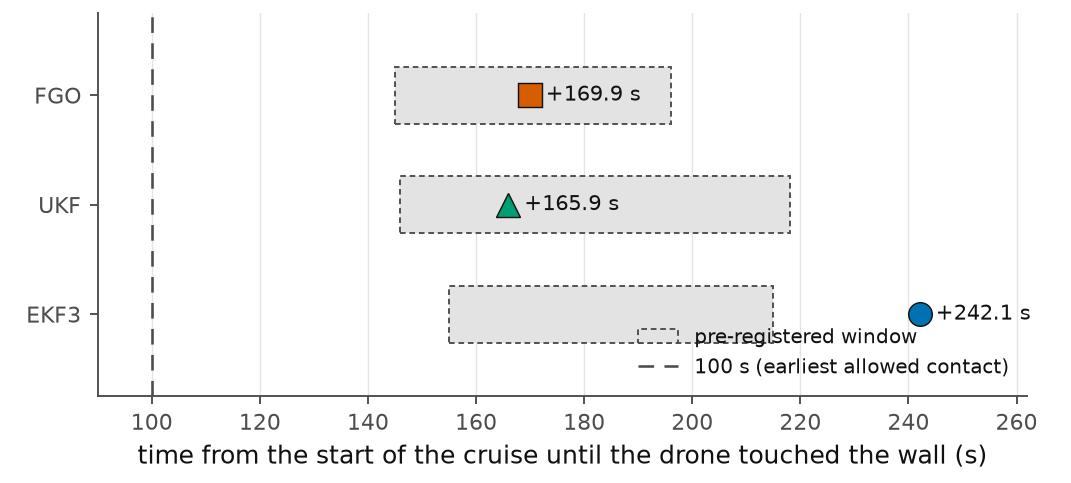 FGO
+169.9 s
UKF
+165.9 s
EKF3
+242.1 s
pre-registered window
100 s (earliest allowed contact)
100 120 140 160 180 200 220 240 260
time from the start of the cruise until the drone touched the wall (s)